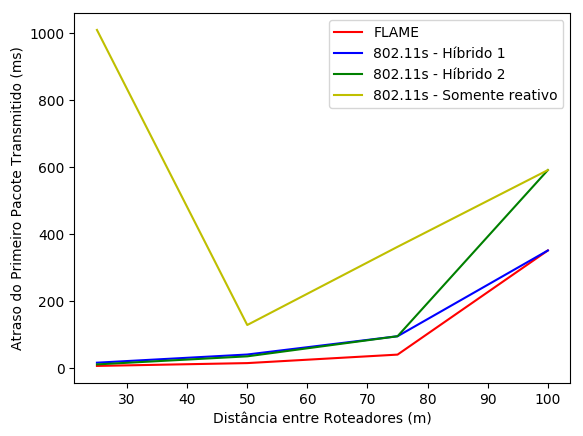 FLAME
802.11s - Híbrido 1
802.11s - Híbrido 2
802.11s - Somente reativo
Atraso do Primeiro Pacote Transmitido (ms)
1000
800
600
400
200
0
30 40 50 60 70 80 90 100
Distância entre Roteadores (m)